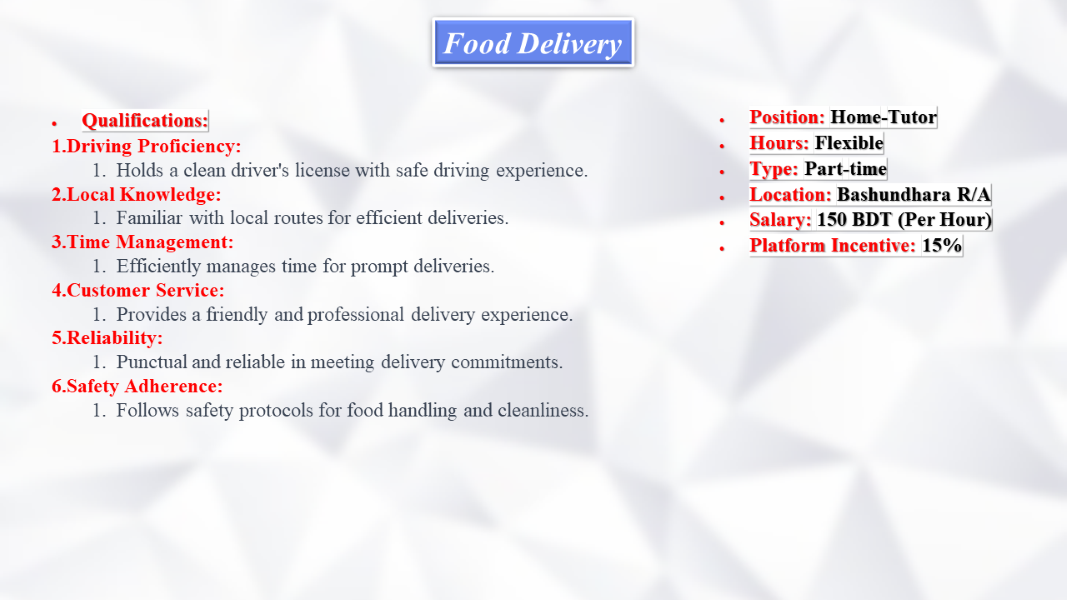 Food Delivery
• Qualifications:
1.Driving Proficiency:
1. Holds a clean driver's license with safe driving experience.
2.Local Knowledge:
1. Familiar with local routes for efficient deliveries.
3.Time Management:
1. Efficiently manages time for prompt deliveries.
4.Customer Service:
1. Provides a friendly and professional delivery experience.
5.Reliability:
1. Punctual and reliable in meeting delivery commitments.
6.Safety Adherence:
1. Follows safety protocols for food handling and cleanliness.
• Position: Home-Tutor
• Hours: Flexible
• Type: Part-time
• Location: Bashundhara R/A
• Salary: 150 BDT (Per Hour)
• Platform Incentive: 15%